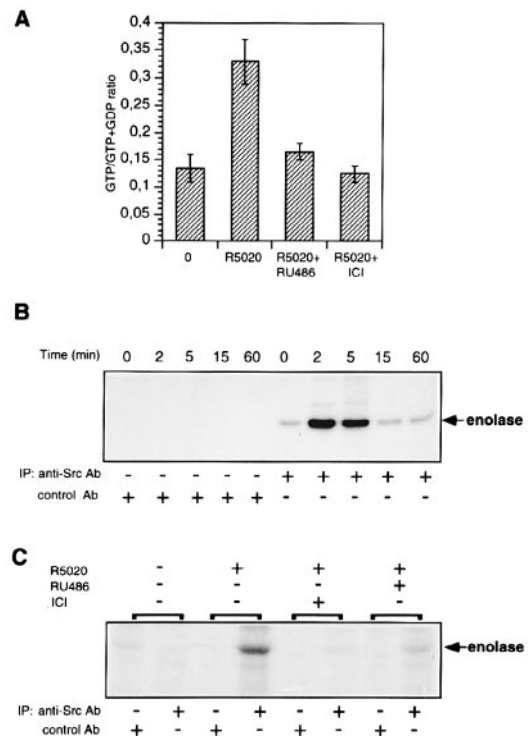 A
GTP/GTP+GDP ratio
0,4
0,35
0,3
0,25
0,2
0,15
0,1
0,05
0
0 R5020 R5020+ RU486 R5020+ ICI
B
Time (min) 0 2 5 15 60 0 2 5 15 60
enolase
IP: anti-Src Ab - - - - - + + + + +
control Ab + + + + + - - - - -
C
R5020 - + + +
RU486 - - - +
ICI - - + -
enolase
IP: anti-Src Ab - + - + - + - +
control Ab + - + - + - + -